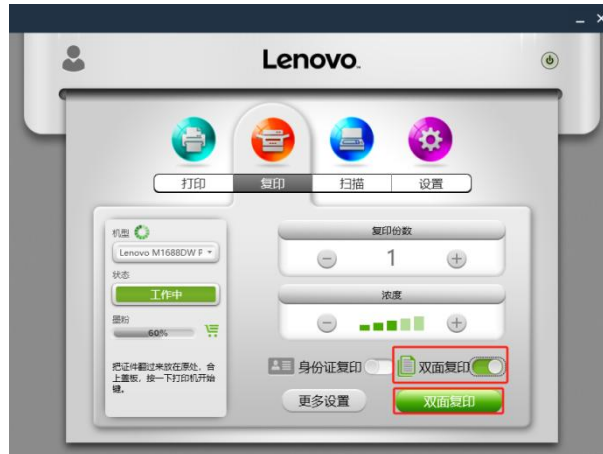 Lenovo.
打印
复印
扫描
设置
机型
Lenovo M1688DW F
状态
工作中
墨粉
60%
把证件翻过来放在原处，合
上盖板，按一下打印机开始
键。
复印份数
1
浓度
身份证复印
双面复印
更多设置
双面复印